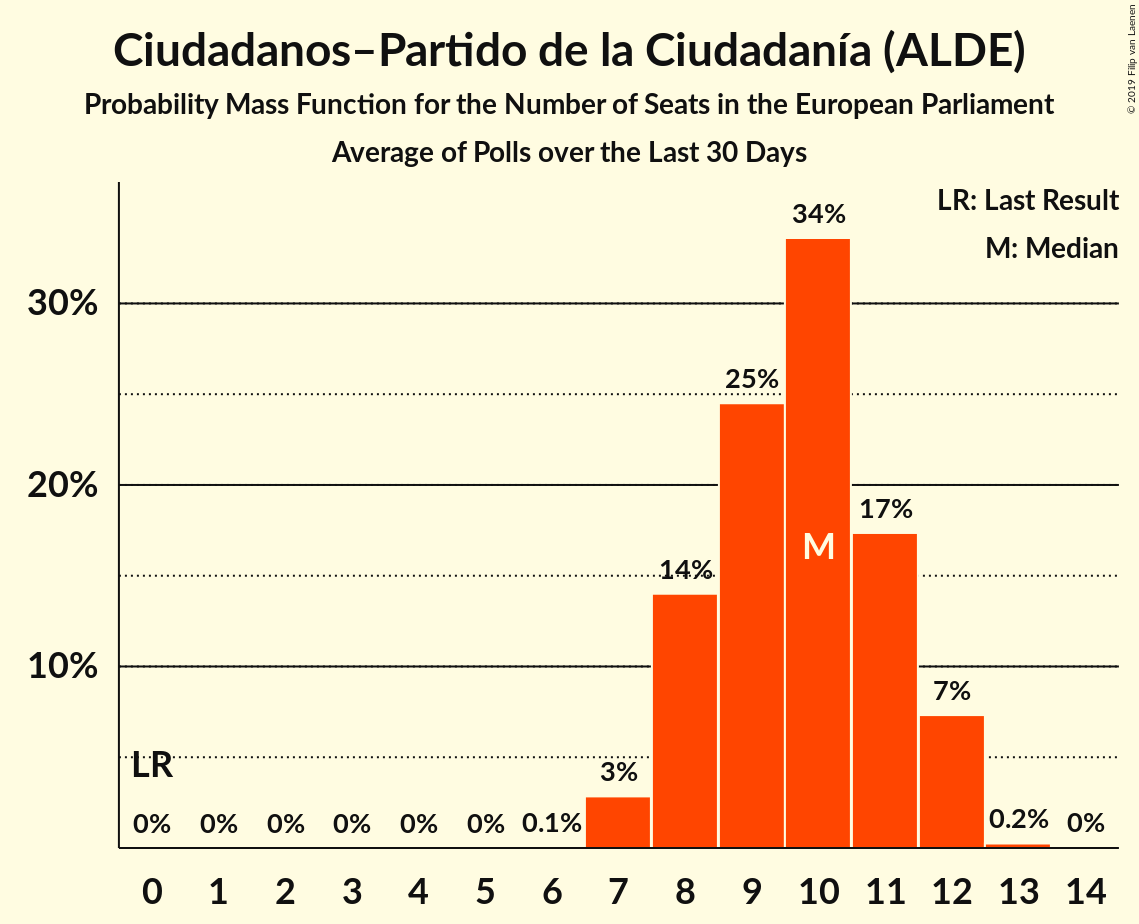 Ciudadanos–Partido de la Ciudadanía (ALDE)
Probability Mass Function for the Number of Seats in the European Parliament
Average of Polls over the Last 30 Days
© 2019 Filip van Laenen
LR: Last Result
M: Median
34%
30%
25%
20%
17%
M
14%
10%
7%
LR
3%
0% 0% 0% 0% 0% 0% 0.1% 0.2% 0%
0 1 2 3 4 5 6 7 8 9 10 11 12 13 14